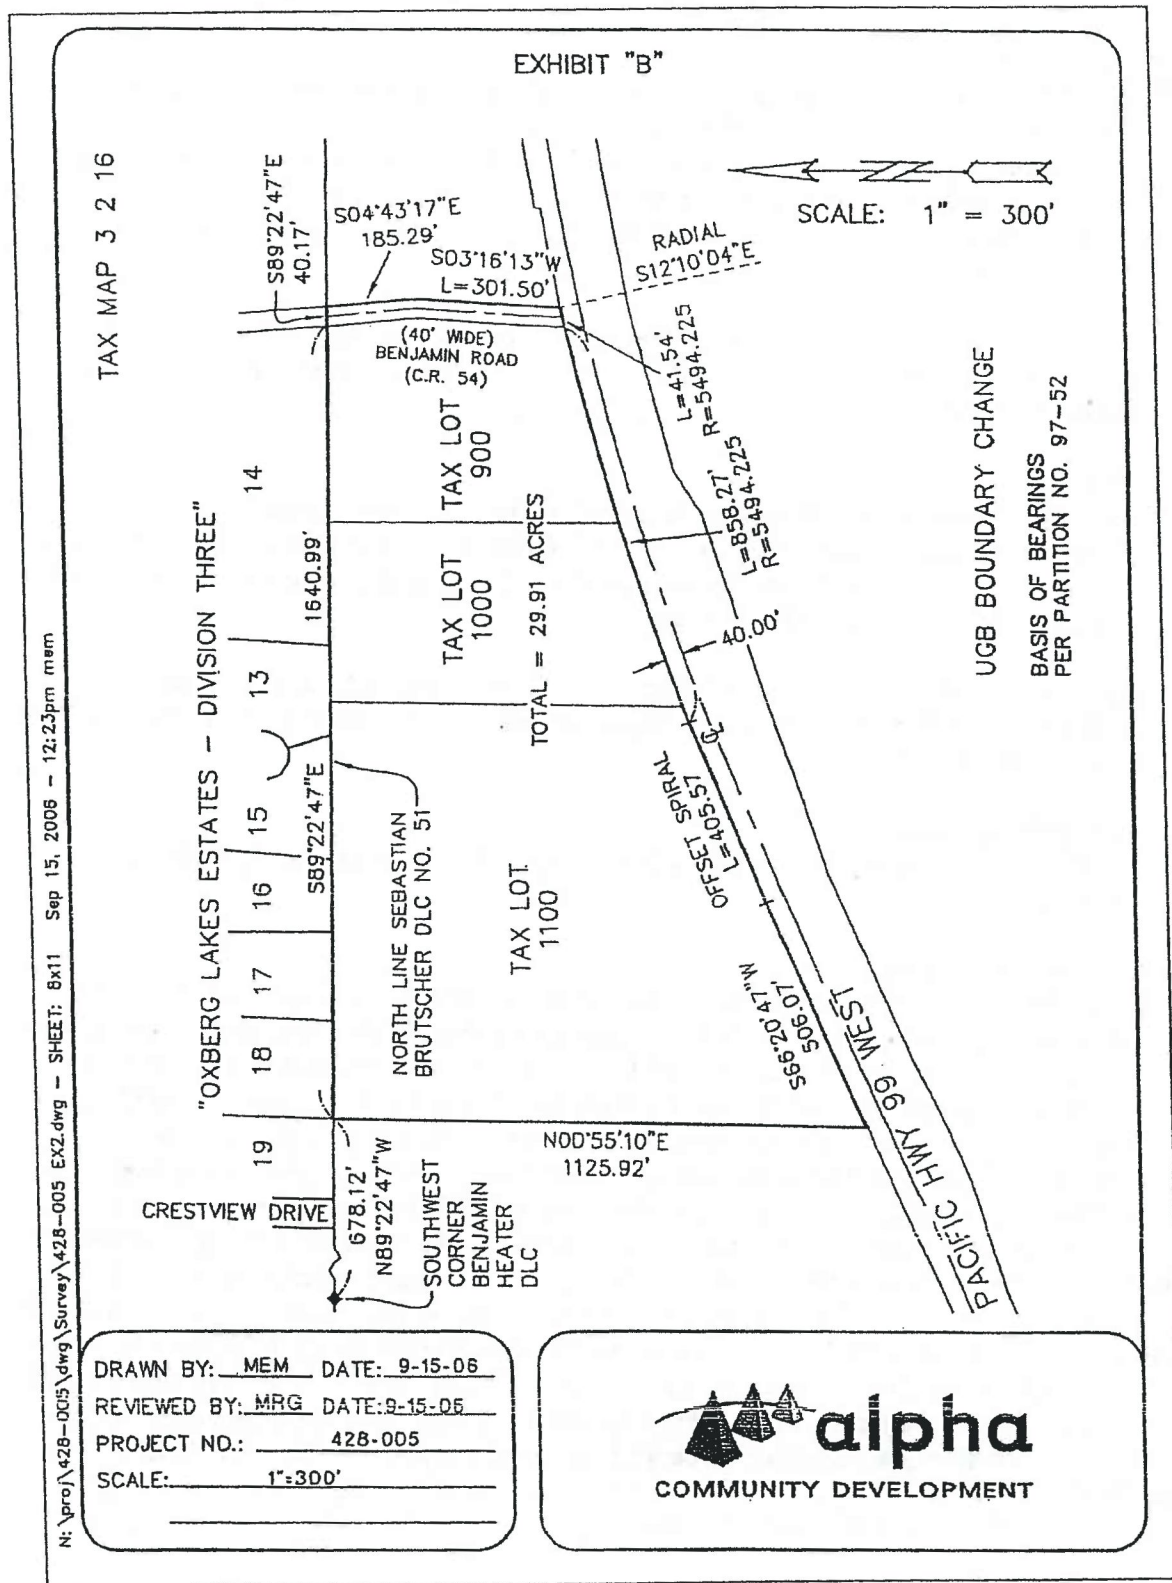 EXHIBIT "B"
TAX MAP 3 2 16
S89°22'47"E
40.17'
S04°43'17"E
185.29'
S03°16'13"W
L=301.50'
RADIAL
S12°10'04"E
SCALE: 1" = 300'
(40' WIDE)
BENJAMIN ROAD
(C.R. 54)
L=41.54'
R=5494.225
L=858.27'
R=5494.225
"OXBERG LAKES ESTATES - DIVISION THREE"
14
13
15
16
17
18
19
1640.99'
S89°22'47"E
TAX LOT
900
TAX LOT
1000
TOTAL = 29.91 ACRES
TAX LOT
1100
40.00'
OFFSET SPIRAL
L=405.57
S66°20'47"W
506.07'
NORTH LINE SEBASTIAN
BRUTSCHER DLC NO. 51
N00°55'10"E
1125.92'
CRESTVIEW DRIVE
678.12'
N89°22'47"W
SOUTHWEST
CORNER
BENJAMIN
HEATER
DLC
PACIFIC HWY 99 WEST
UGB BOUNDARY CHANGE
BASIS OF BEARINGS
PER PARTITION NO. 97-52
N:\proj\428-005\dwg\Survey\428-005 EX2.dwg - SHEET: 8x11 Sep 15, 2006 - 12:23pm mem
DRAWN BY: MEM DATE: 9-15-06
REVIEWED BY: MRG DATE: 9-15-06
PROJECT NO.: 428-005
SCALE: 1"=300'
alpha
COMMUNITY DEVELOPMENT